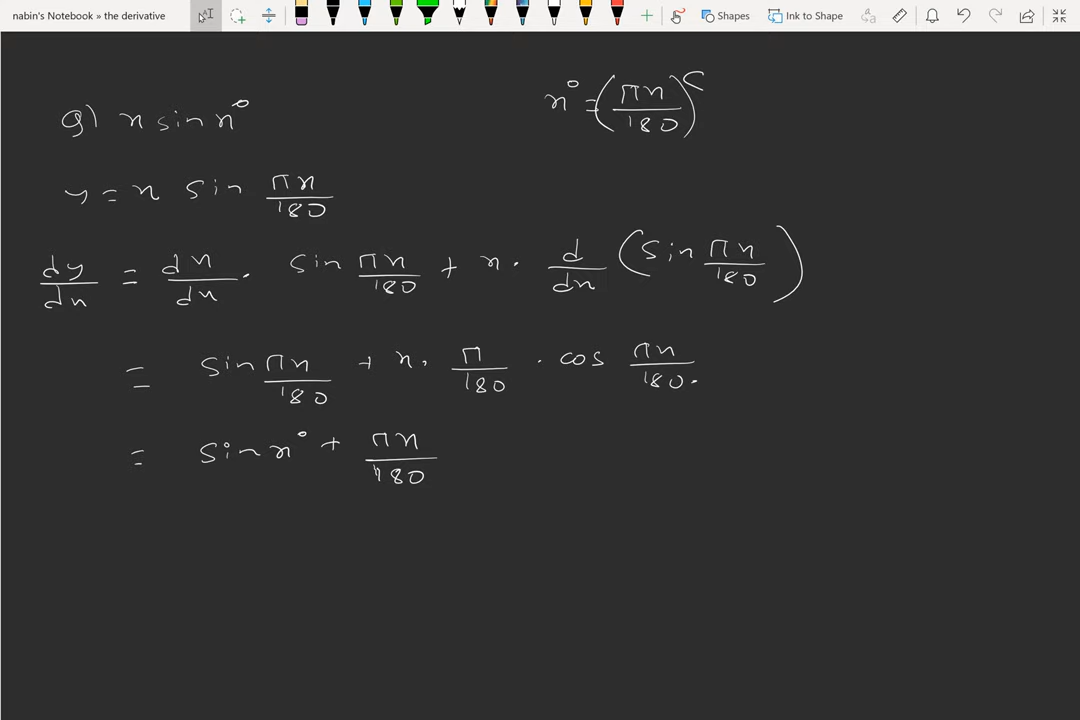 nabin's Notebook » the derivative
Shapes Ink to Shape
g) x sin x°
x° = (πx/180)ᶜ
y = x sin πx/180
dy/dx = dx/dx · sin πx/180 + x · d/dx (sin πx/180)
= sin πx/180 + x · π/180 · cos πx/180.
= sin x° + πx/180